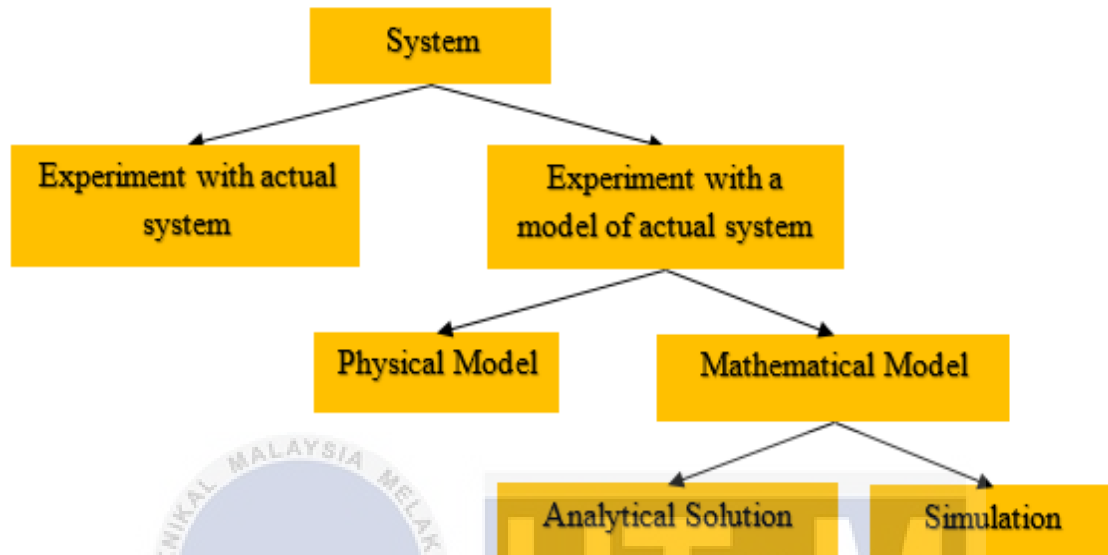 System
Experiment with actual
system
Experiment with a
model of actual system
Physical Model
Mathematical Model
MALAYSIA
Analytical Solution
Simulation